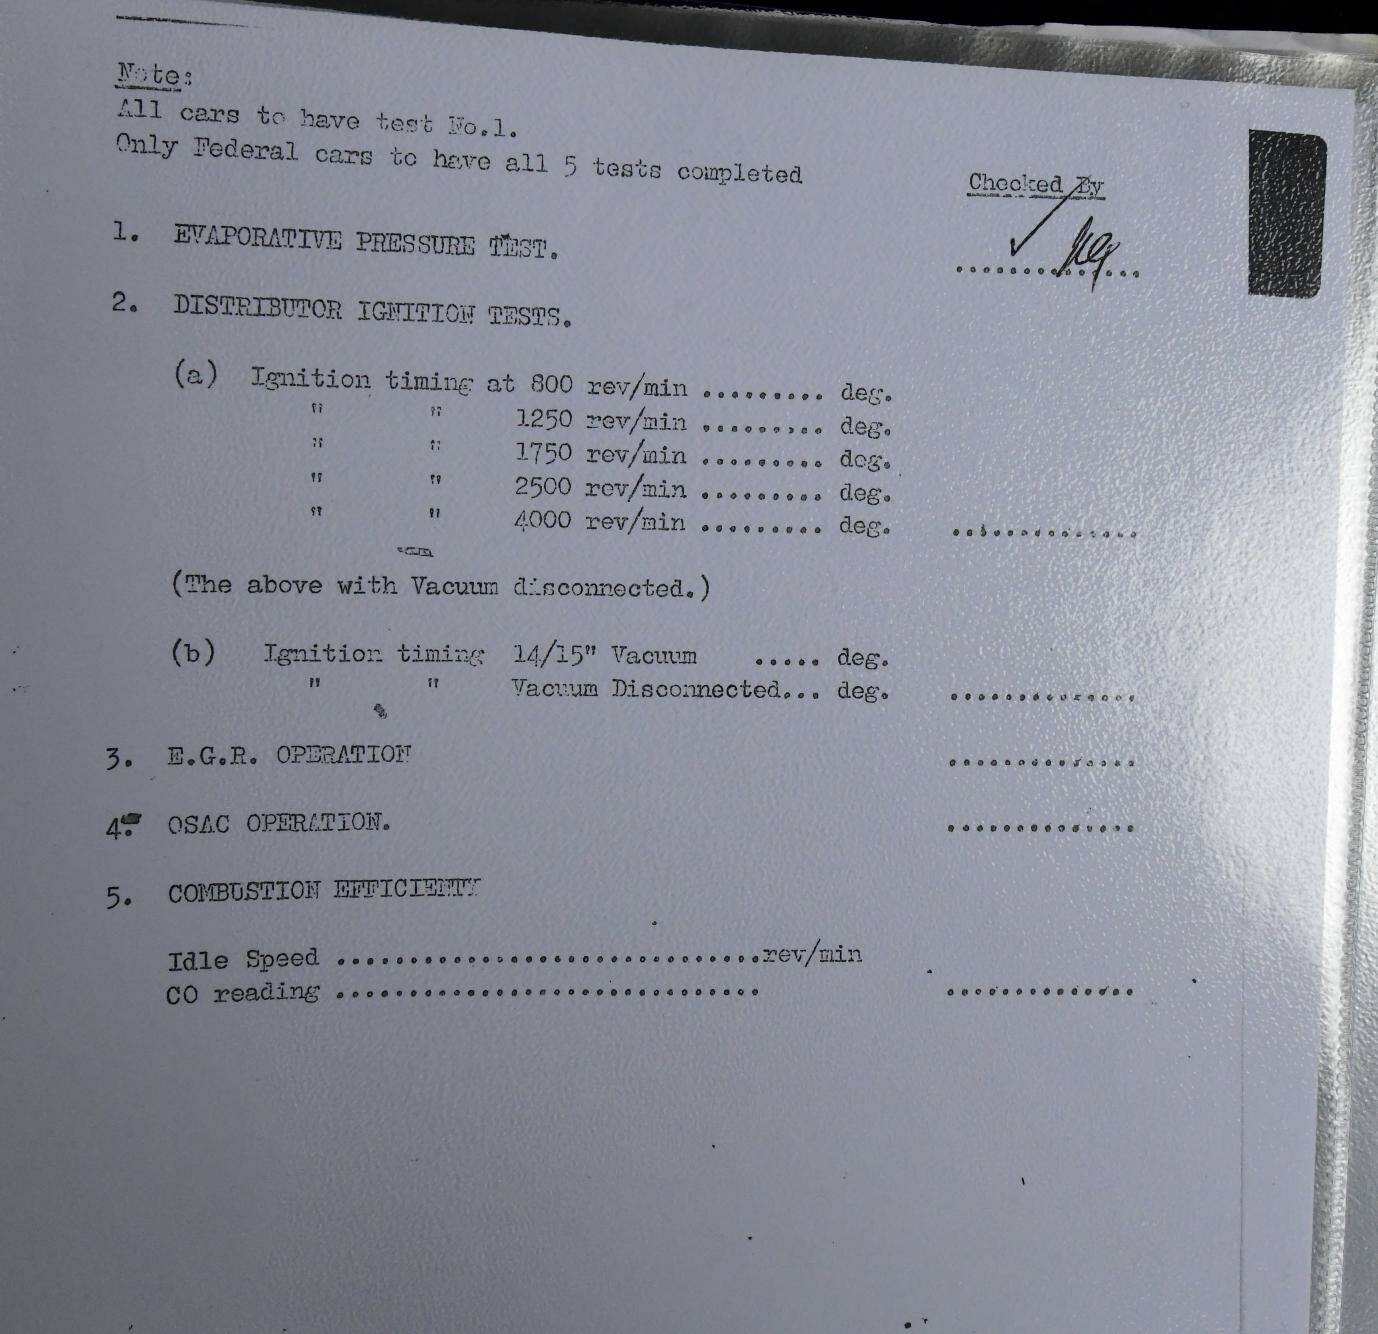 Note:
All cars to have test No.1.
Only Federal cars to have all 5 tests completed
Checked By
1. EVAPORATIVE PRESSURE TEST. ..............
2. DISTRIBUTOR IGNITION TESTS.
(a) Ignition timing at 800 rev/min ......... deg.
" " 1250 rev/min ......... deg.
" " 1750 rev/min ......... deg.
" " 2500 rev/min ......... deg.
" " 4000 rev/min ......... deg. ..............
(The above with Vacuum disconnected.)
(b) Ignition timing 14/15" Vacuum ..... deg.
" " Vacuum Disconnected... deg. ..............
3. E.G.R. OPERATION ..............
4. OSAC OPERATION. ..............
5. COMBUSTION EFFICIENTY
Idle Speed ..............................rev/min
CO reading .............................. ..............